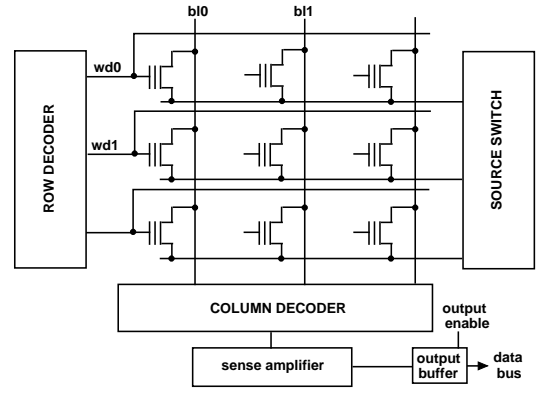 bl0
bl1
wd0
wd1
ROW DECODER
SOURCE SWITCH
COLUMN DECODER
output
enable
sense amplifier
output
buffer
data
bus